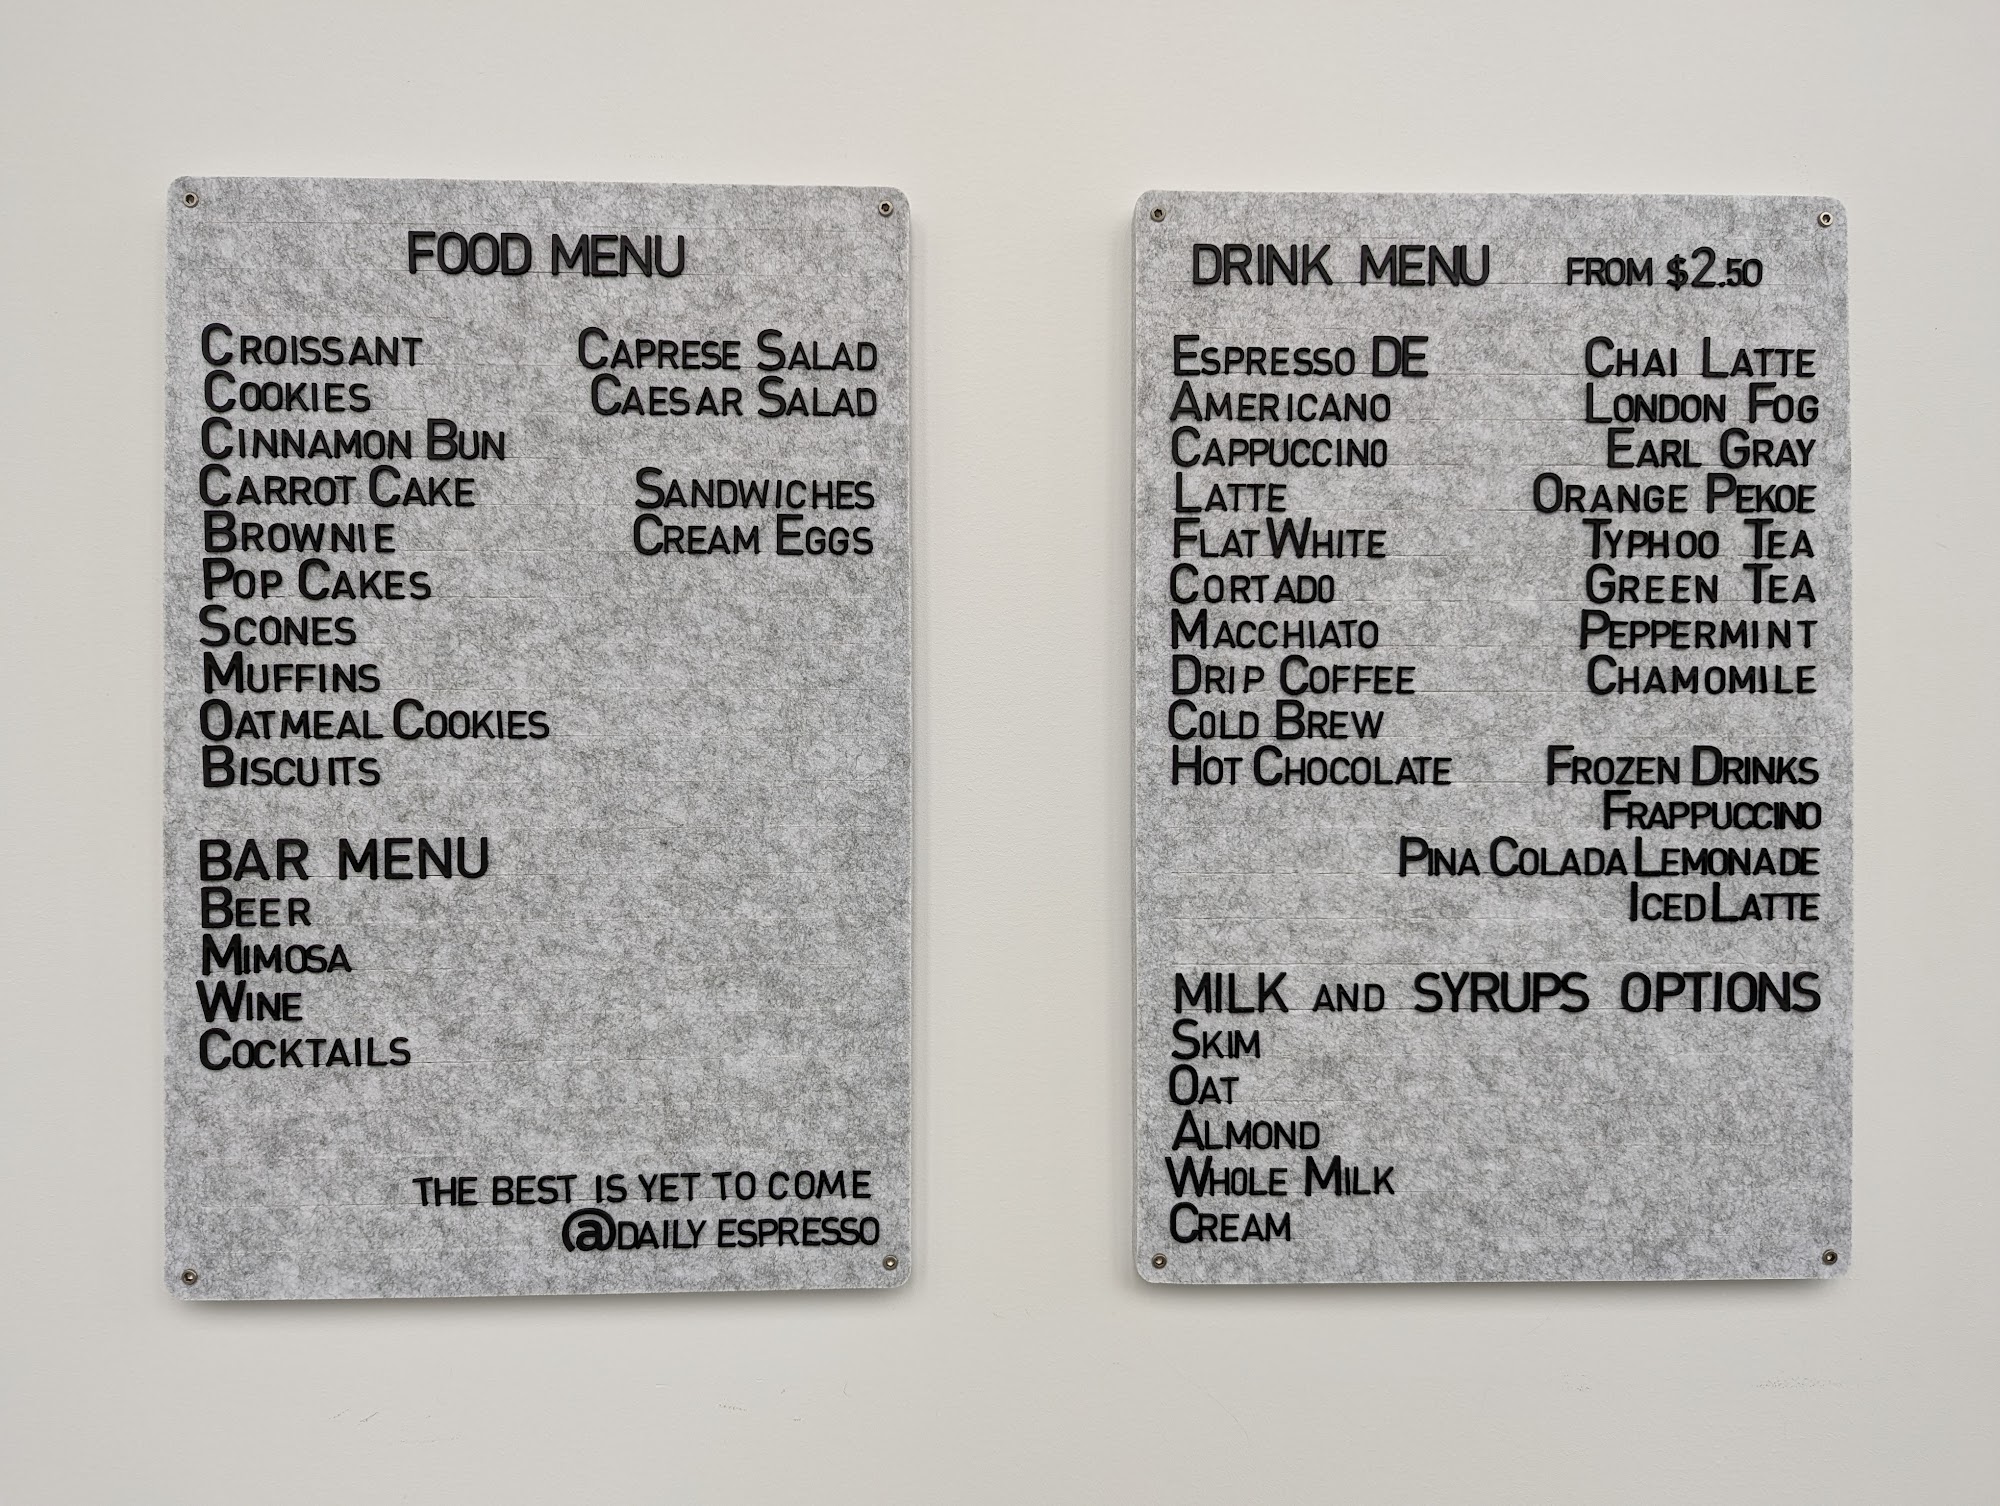 FOOD MENU
CROISSANT
COOKIES
CINNAMON BUN
CARROT CAKE
BROWNIE
POP CAKES
SCONES
MUFFINS
OATMEAL COOKIES
BISCUITS
CAPRESE SALAD
CAESAR SALAD
SANDWICHES
CREAM EGGS
BAR MENU
BEER
MIMOSA
WINE
COCKTAILS
THE BEST IS YET TO COME
@DAILY ESPRESSO
DRINK MENU FROM $2.50
ESPRESSO DE
AMERICANO
CAPPUCCINO
LATTE
FLAT WHITE
CORTADO
MACCHIATO
DRIP COFFEE
COLD BREW
HOT CHOCOLATE
CHAI LATTE
LONDON FOG
EARL GRAY
ORANGE PEKOE
TYPHOO TEA
GREEN TEA
PEPPERMINT
CHAMOMILE
FROZEN DRINKS
FRAPPUCCINO
PINA COLADA LEMONADE
ICED LATTE
MILK AND SYRUPS OPTIONS
SKIM
OAT
ALMOND
WHOLE MILK
CREAM